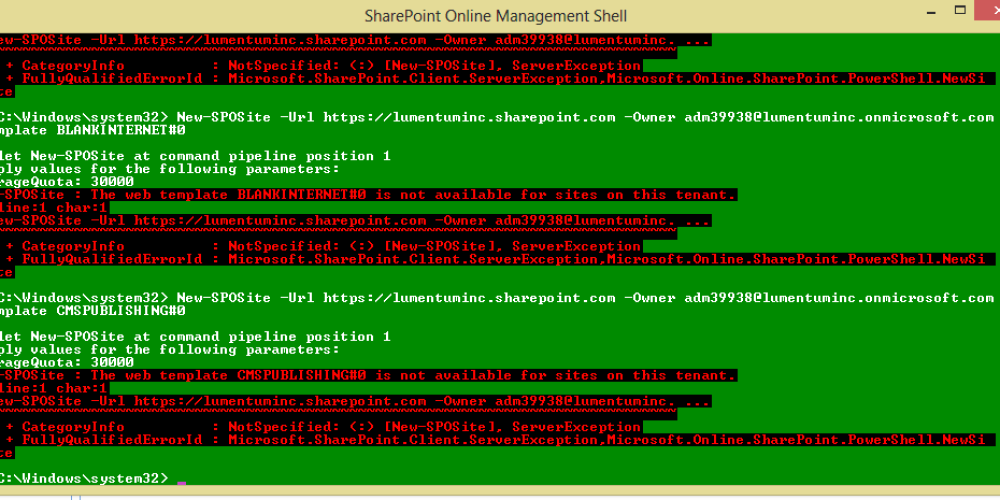 SharePoint Online Management Shell
ew-SPOSite -Url https://lumentuminc.sharepoint.com -Owner adm39938@lumentuminc. ...
~~~~~~~~~~~~~~~~~~~~~~~~~~~~~~~~~~~~~~~~~~~~~~~~~~~~~~~~~~~~~~~~~~~~~~~~~~~~~~~
+ CategoryInfo          : NotSpecified: (:) [New-SPOSite], ServerException
+ FullyQualifiedErrorId : Microsoft.SharePoint.Client.ServerException,Microsoft.Online.SharePoint.PowerShell.NewSi
te
C:\Windows\system32> New-SPOSite -Url https://lumentuminc.sharepoint.com -Owner adm39938@lumentuminc.onmicrosoft.com
mplate BLANKINTERNET#0
let New-SPOSite at command pipeline position 1
ply values for the following parameters:
rageQuota: 30000
-SPOSite : The web template BLANKINTERNET#0 is not available for sites on this tenant.
line:1 char:1
ew-SPOSite -Url https://lumentuminc.sharepoint.com -Owner adm39938@lumentuminc. ...
~~~~~~~~~~~~~~~~~~~~~~~~~~~~~~~~~~~~~~~~~~~~~~~~~~~~~~~~~~~~~~~~~~~~~~~~~~~~~~~
+ CategoryInfo          : NotSpecified: (:) [New-SPOSite], ServerException
+ FullyQualifiedErrorId : Microsoft.SharePoint.Client.ServerException,Microsoft.Online.SharePoint.PowerShell.NewSi
te
C:\Windows\system32> New-SPOSite -Url https://lumentuminc.sharepoint.com -Owner adm39938@lumentuminc.onmicrosoft.com
mplate CMSPUBLISHING#0
let New-SPOSite at command pipeline position 1
ply values for the following parameters:
rageQuota: 30000
-SPOSite : The web template CMSPUBLISHING#0 is not available for sites on this tenant.
line:1 char:1
ew-SPOSite -Url https://lumentuminc.sharepoint.com -Owner adm39938@lumentuminc. ...
~~~~~~~~~~~~~~~~~~~~~~~~~~~~~~~~~~~~~~~~~~~~~~~~~~~~~~~~~~~~~~~~~~~~~~~~~~~~~~~
+ CategoryInfo          : NotSpecified: (:) [New-SPOSite], ServerException
+ FullyQualifiedErrorId : Microsoft.SharePoint.Client.ServerException,Microsoft.Online.SharePoint.PowerShell.NewSi
te
C:\Windows\system32> _